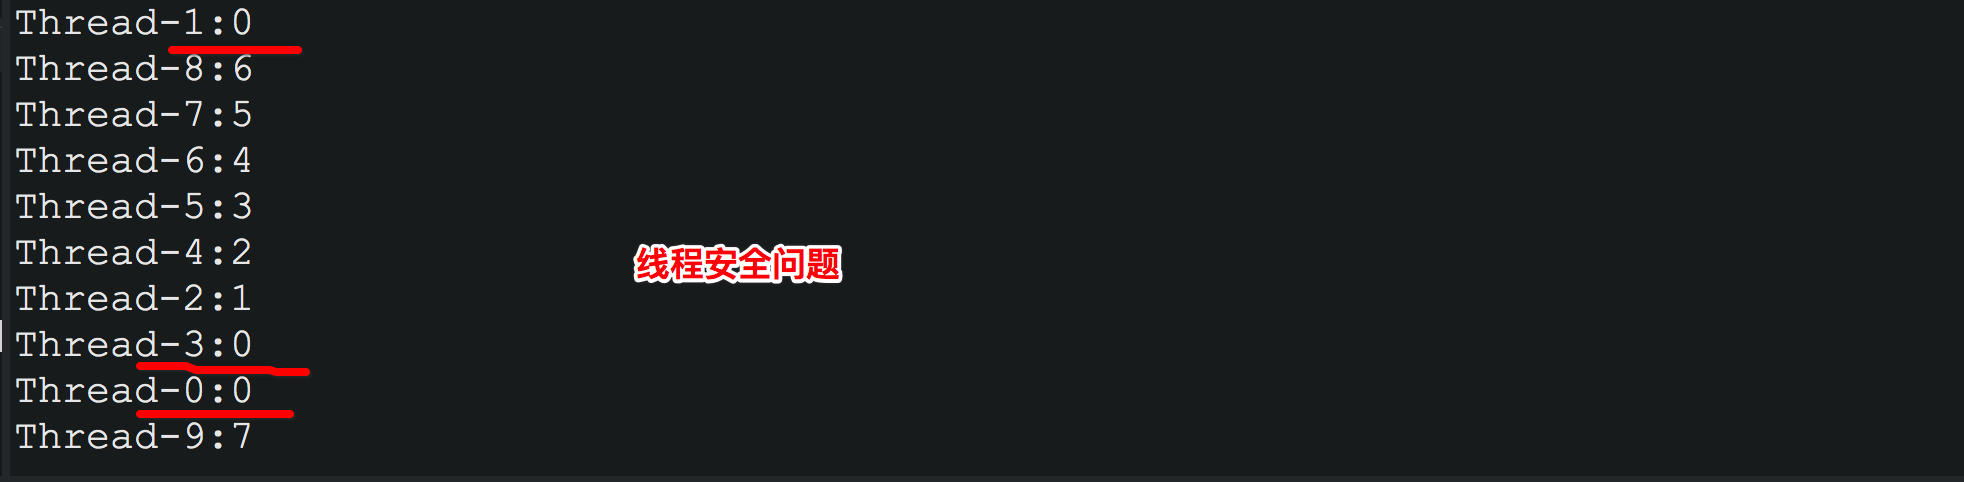 Thread-1:0
Thread-8:6
Thread-7:5
Thread-6:4
Thread-5:3
Thread-4:2
Thread-2:1
Thread-3:0
Thread-0:0
Thread-9:7
线程安全问题